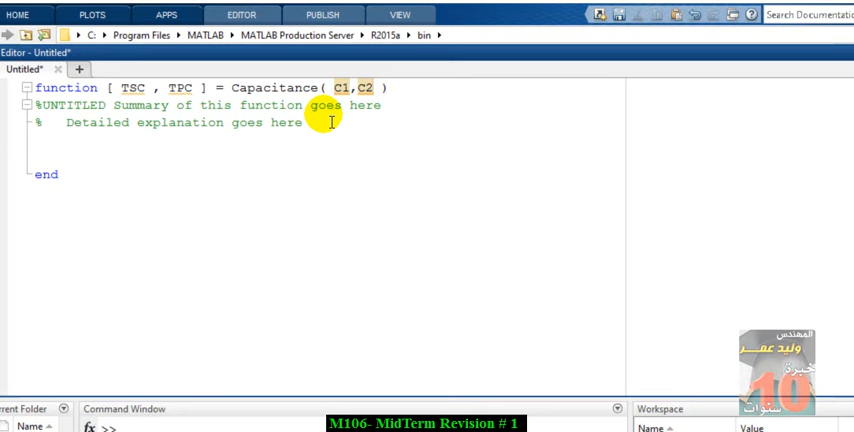 HOME PLOTS APPS EDITOR PUBLISH VIEW Search Documentatio
C: Program Files MATLAB MATLAB Production Server R2015a bin
Editor - Untitled*
Untitled* × +
function [ TSC , TPC ] = Capacitance( C1,C2 )
%UNTITLED Summary of this function goes here
% Detailed explanation goes here
end
المهندس
وليد عمر
خبرة
10
سنوات
rrent Folder Command Window Workspace
Name fx >> Name Value
M106- MidTerm Revision # 1